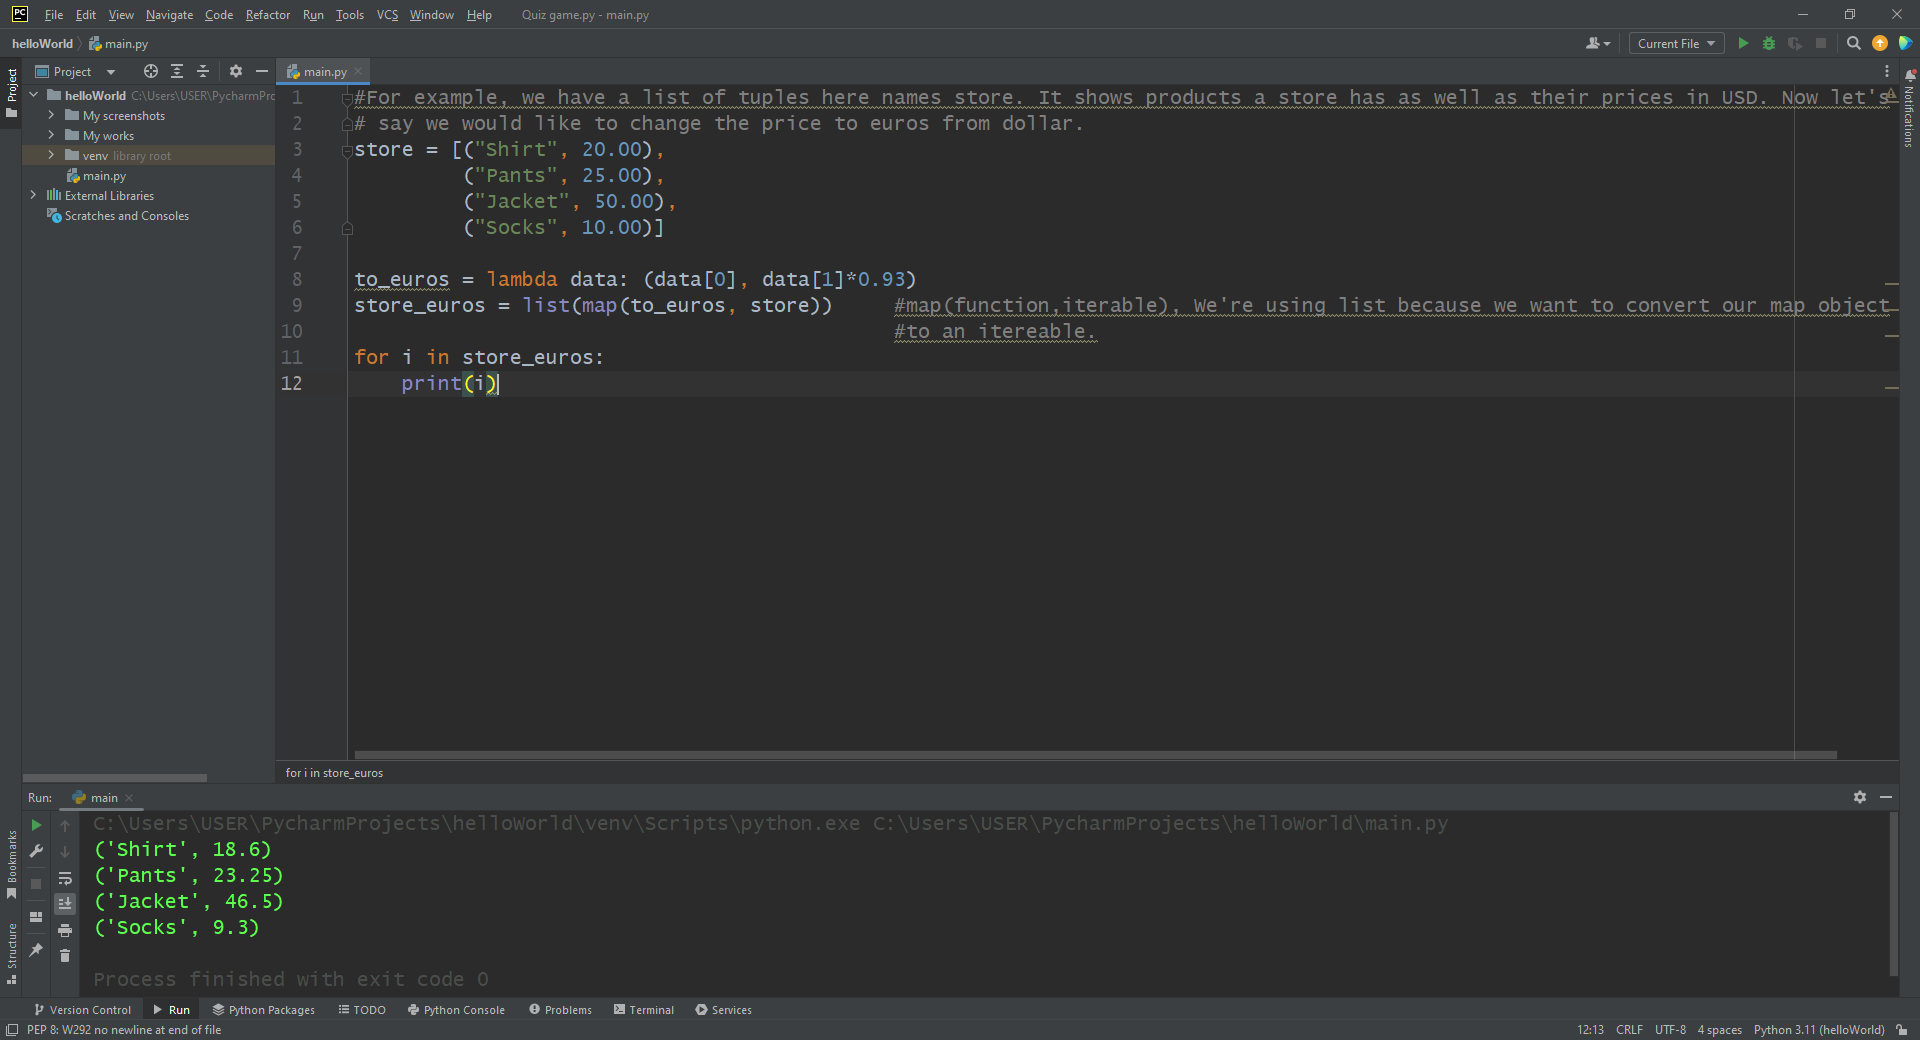 PC File Edit View Navigate Code Refactor Run Tools VCS Window Help Quiz game.py - main.py
helloWorld main.py
Current File
Project
Project
main.py
helloWorld C:\Users\USER\PycharmPrc
My screenshots
My works
venv library root
main.py
External Libraries
Scratches and Consoles
1 #For example, we have a list of tuples here names store. It shows products a store has as well as their prices in USD. Now let's
2 # say we would like to change the price to euros from dollar.
3 store = [("Shirt", 20.00),
4 ("Pants", 25.00),
5 ("Jacket", 50.00),
6 ("Socks", 10.00)]
7
8 to_euros = lambda data: (data[0], data[1]*0.93)
9 store_euros = list(map(to_euros, store)) #map(function,iterable), We're using list because we want to convert our map object
10 #to an itereable.
11 for i in store_euros:
12 print(i)
Notifications
for i in store_euros
Run: main
C:\Users\USER\PycharmProjects\helloWorld\venv\Scripts\python.exe C:\Users\USER\PycharmProjects\helloWorld\main.py
('Shirt', 18.6)
('Pants', 23.25)
('Jacket', 46.5)
('Socks', 9.3)
Process finished with exit code 0
Bookmarks
Structure
Version Control Run Python Packages TODO Python Console Problems Terminal Services
PEP 8: W292 no newline at end of file 12:13 CRLF UTF-8 4 spaces Python 3.11 (helloWorld)